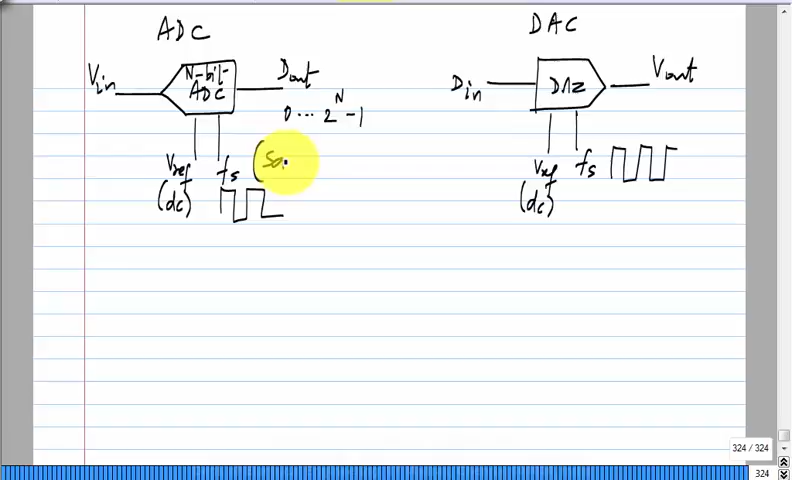 ADC
DAC
Vin
N-bit
ADC
Dout
0 ... 2^N - 1
Vref
(dc)
fs
(Sa
Din
Vout
Vref
(dc)
fs
324 / 324
324